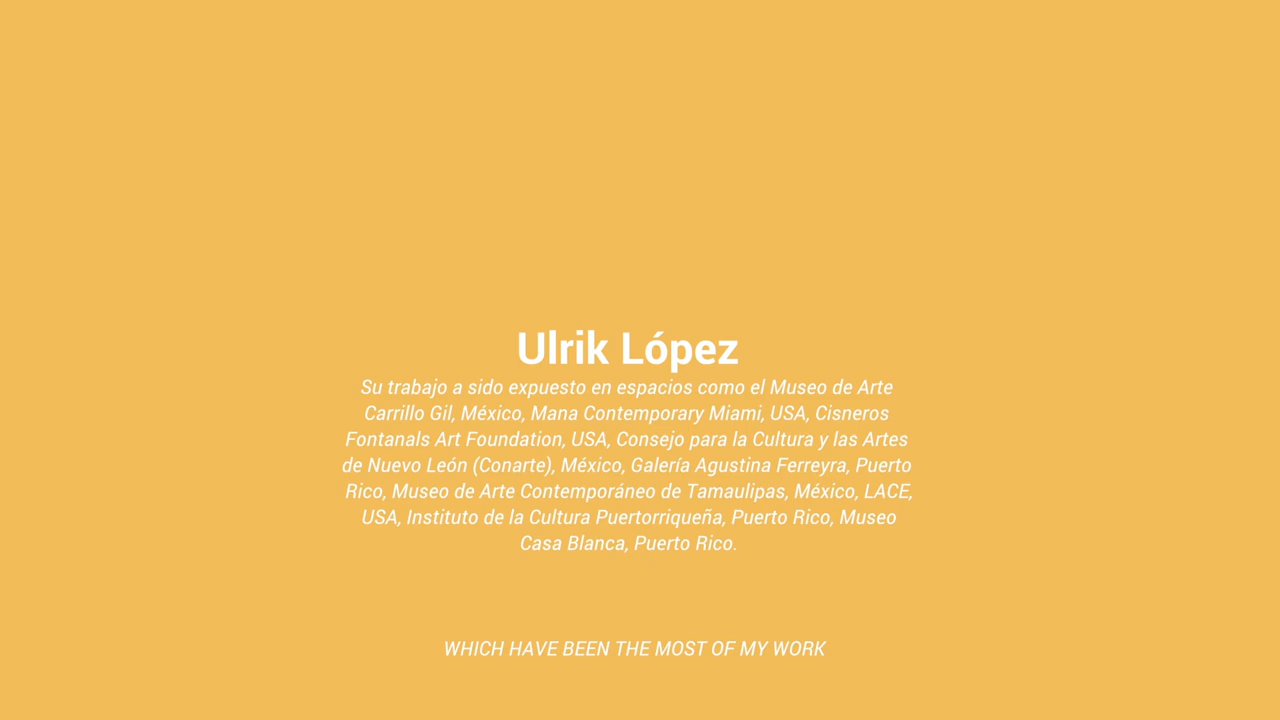 Ulrik López
Su trabajo a sido expuesto en espacios como el Museo de Arte
Carrillo Gil, México, Mana Contemporary Miami, USA, Cisneros
Fontanals Art Foundation, USA, Consejo para la Cultura y las Artes
de Nuevo León (Conarte), México, Galería Agustina Ferreyra, Puerto
Rico, Museo de Arte Contemporáneo de Tamaulipas, México, LACE,
USA, Instituto de la Cultura Puertorriqueña, Puerto Rico, Museo
Casa Blanca, Puerto Rico.
WHICH HAVE BEEN THE MOST OF MY WORK